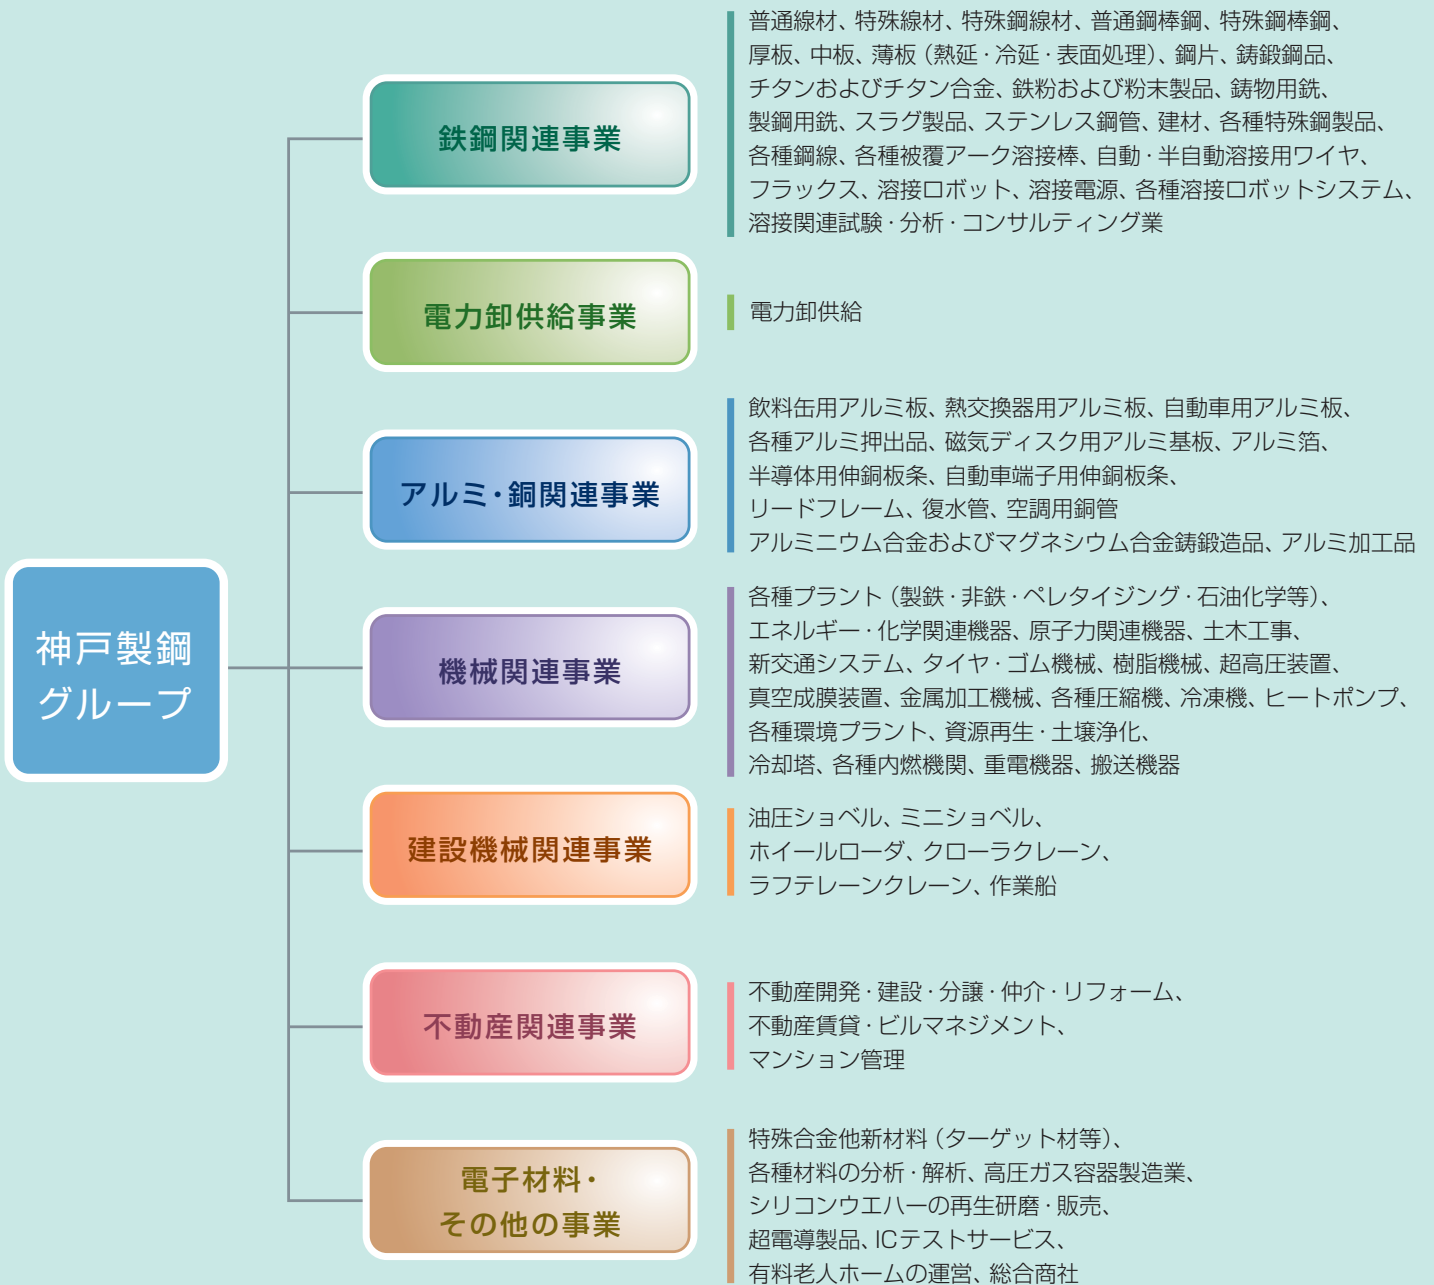 普通線材、特殊線材、特殊鋼線材、普通鋼棒鋼、特殊鋼棒鋼、
厚板、中板、薄板（熱延・冷延・表面処理）、鋼片、鋳鍛鋼品、
チタンおよびチタン合金、鉄粉および粉末製品、鋳物用銑、
製鋼用銑、スラグ製品、ステンレス鋼管、建材、各種特殊鋼製品、
各種鋼線、各種被覆アーク溶接棒、自動・半自動溶接用ワイヤ、
フラックス、溶接ロボット、溶接電源、各種溶接ロボットシステム、
溶接関連試験・分析・コンサルティング業
鉄鋼関連事業
電力卸供給事業
電力卸供給
アルミ・銅関連事業
飲料缶用アルミ板、熱交換器用アルミ板、自動車用アルミ板、
各種アルミ押出品、磁気ディスク用アルミ基板、アルミ箔、
半導体用伸銅板条、自動車端子用伸銅板条、
リードフレーム、復水管、空調用銅管
アルミニウム合金およびマグネシウム合金鋳鍛造品、アルミ加工品
神戸製鋼
グループ
機械関連事業
各種プラント（製鉄・非鉄・ペレタイジング・石油化学等）、
エネルギー・化学関連機器、原子力関連機器、土木工事、
新交通システム、タイヤ・ゴム機械、樹脂機械、超高圧装置、
真空成膜装置、金属加工機械、各種圧縮機、冷凍機、ヒートポンプ、
各種環境プラント、資源再生・土壌浄化、
冷却塔、各種内燃機関、重電機器、搬送機器
建設機械関連事業
油圧ショベル、ミニショベル、
ホイールローダ、クローラクレーン、
ラフテレーンクレーン、作業船
不動産関連事業
不動産開発・建設・分譲・仲介・リフォーム、
不動産賃貸・ビルマネジメント、
マンション管理
電子材料・
その他の事業
特殊合金他新材料（ターゲット材等）、
各種材料の分析・解析、高圧ガス容器製造業、
シリコンウエハーの再生研磨・販売、
超電導製品、ICテストサービス、
有料老人ホームの運営、総合商社